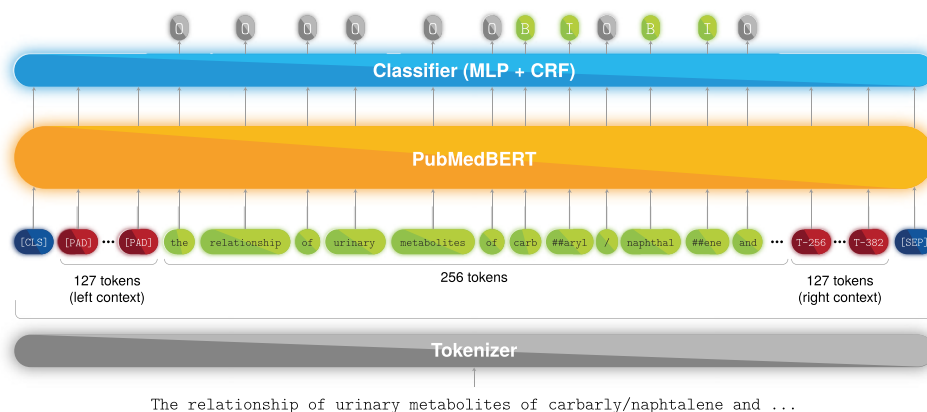 O O O O O O B I O B I O
Classifier (MLP + CRF)
PubMedBERT
[CLS] [PAD] ••• [PAD] the relationship of urinary metabolites of carb ##aryl / naphthal ##ene and ••• T-256 ••• T-382 [SEP]
127 tokens 256 tokens 127 tokens
(left context) (right context)
Tokenizer
The relationship of urinary metabolites of carbarly/naphtalene and ...